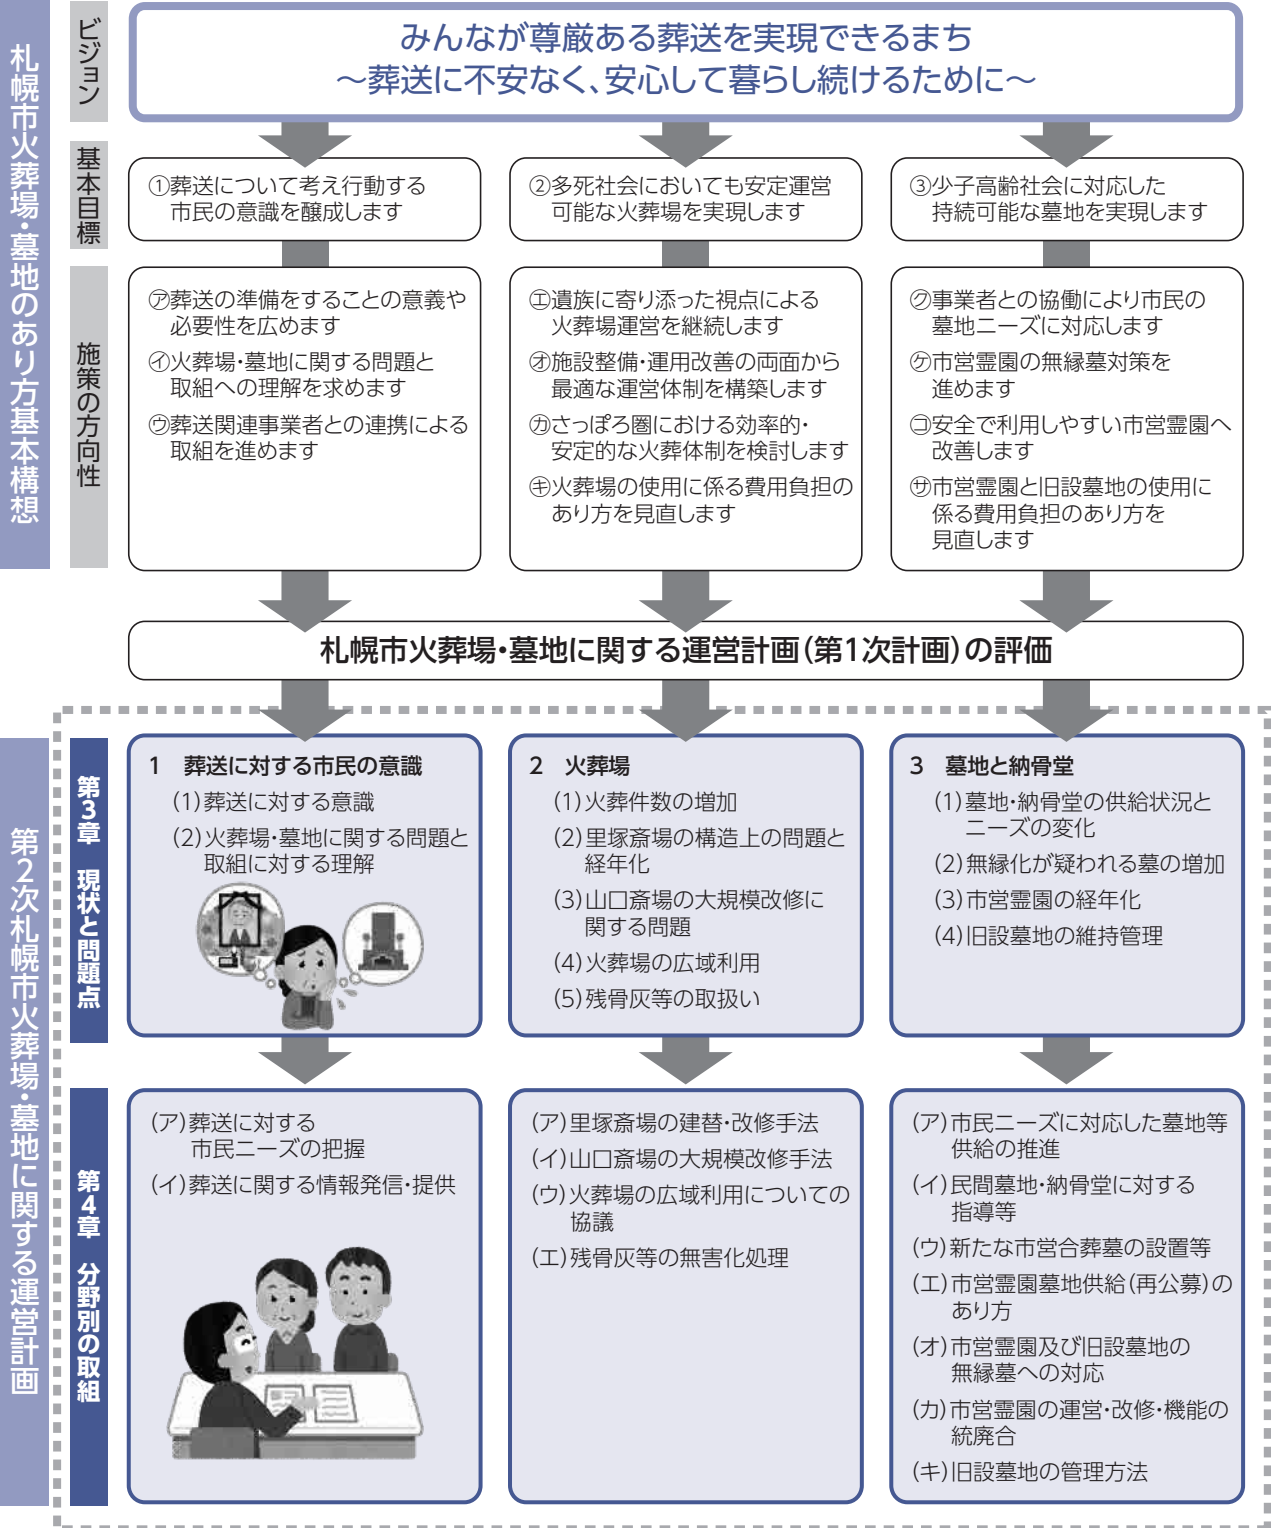 札幌市火葬場・墓地のあり方基本構想
ビジョン
みんなが尊厳ある葬送を実現できるまち
～葬送に不安なく、安心して暮らし続けるために～
基本目標
①葬送について考え行動する
市民の意識を醸成します
②多死社会においても安定運営
可能な火葬場を実現します
③少子高齢社会に対応した
持続可能な墓地を実現します
施策の方向性
㋐葬送の準備をすることの意義や
必要性を広めます
㋑火葬場・墓地に関する問題と
取組への理解を求めます
㋒葬送関連事業者との連携による
取組を進めます
㋓遺族に寄り添った視点による
火葬場運営を継続します
㋔施設整備・運用改善の両面から
最適な運営体制を構築します
㋕さっぽろ圏における効率的・
安定的な火葬体制を検討します
㋖火葬場の使用に係る費用負担の
あり方を見直します
㋗事業者との協働により市民の
墓地ニーズに対応します
㋘市営霊園の無縁墓対策を
進めます
㋙安全で利用しやすい市営霊園へ
改善します
㋚市営霊園と旧設墓地の使用に
係る費用負担のあり方を
見直します
札幌市火葬場・墓地に関する運営計画(第1次計画)の評価
第2次札幌市火葬場・墓地に関する運営計画
第3章 現状と問題点
1 葬送に対する市民の意識
(1)葬送に対する意識
(2)火葬場・墓地に関する問題と
取組に対する理解
2 火葬場
(1)火葬件数の増加
(2)里塚斎場の構造上の問題と
経年化
(3)山口斎場の大規模改修に
関する問題
(4)火葬場の広域利用
(5)残骨灰等の取扱い
3 墓地と納骨堂
(1)墓地・納骨堂の供給状況と
ニーズの変化
(2)無縁化が疑われる墓の増加
(3)市営霊園の経年化
(4)旧設墓地の維持管理
第4章 分野別の取組
(ア)葬送に対する
市民ニーズの把握
(イ)葬送に関する情報発信・提供
(ア)里塚斎場の建替・改修手法
(イ)山口斎場の大規模改修手法
(ウ)火葬場の広域利用についての
協議
(エ)残骨灰等の無害化処理
(ア)市民ニーズに対応した墓地等
供給の推進
(イ)民間墓地・納骨堂に対する
指導等
(ウ)新たな市営合葬墓の設置等
(エ)市営霊園墓地供給(再公募)の
あり方
(オ)市営霊園及び旧設墓地の
無縁墓への対応
(カ)市営霊園の運営・改修・機能の
統廃合
(キ)旧設墓地の管理方法